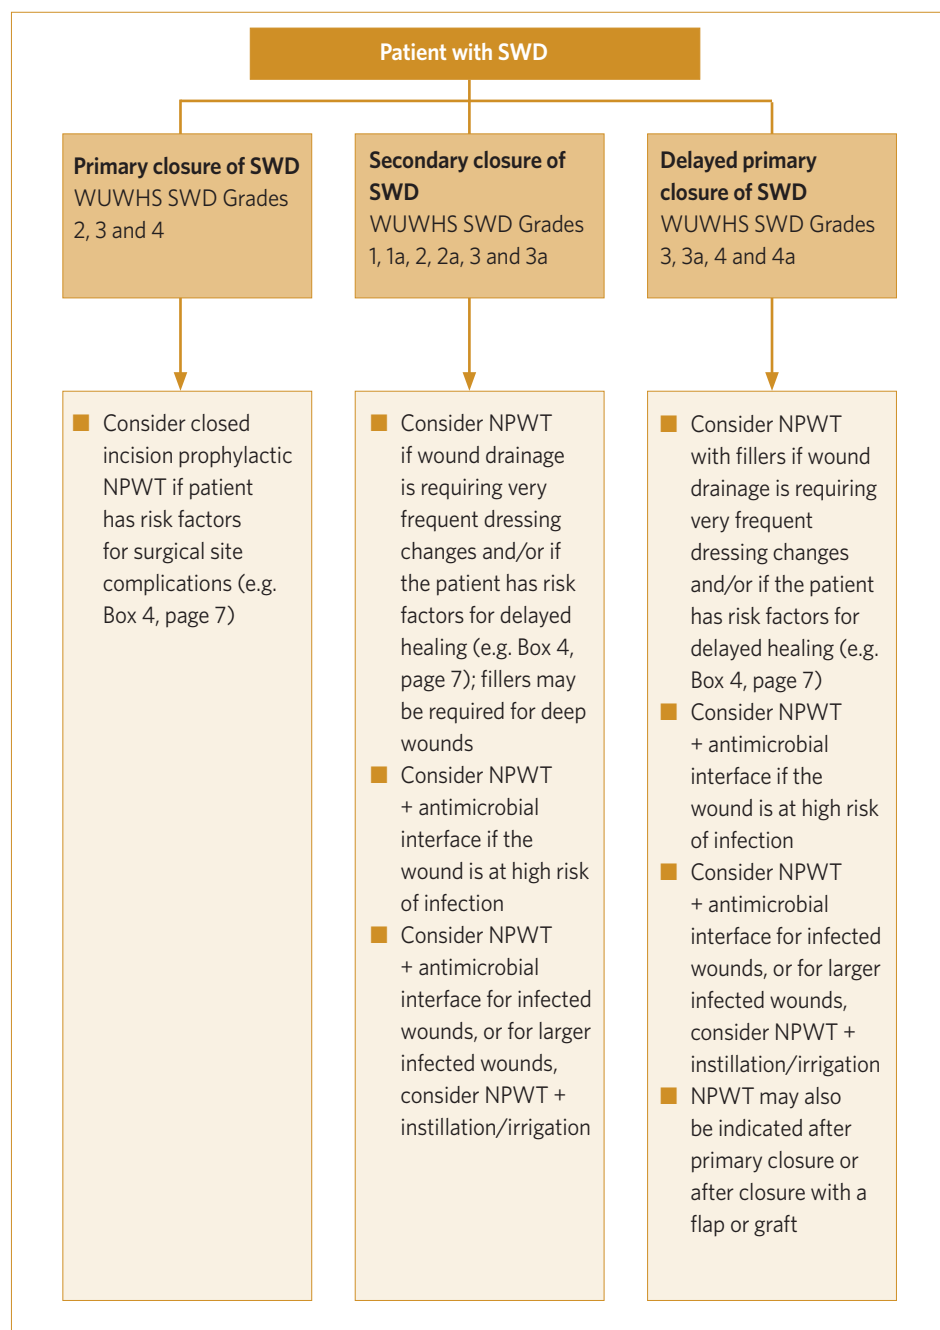 Patient with SWD
Primary closure of SWD
WUWHS SWD Grades
2, 3 and 4
Secondary closure of
SWD
WUWHS SWD Grades
1, 1a, 2, 2a, 3 and 3a
Delayed primary
closure of SWD
WUWHS SWD Grades
3, 3a, 4 and 4a
Consider closed
incision prophylactic
NPWT if patient
has risk factors
for surgical site
complications (e.g.
Box 4, page 7)
Consider NPWT
if wound drainage
is requiring very
frequent dressing
changes and/or if
the patient has risk
factors for delayed
healing (e.g. Box 4,
page 7); fillers may
be required for deep
wounds
Consider NPWT
+ antimicrobial
interface if the
wound is at high risk
of infection
Consider NPWT
+ antimicrobial
interface for infected
wounds, or for larger
infected wounds,
consider NPWT +
instillation/irrigation
Consider NPWT
with fillers if wound
drainage is requiring
very frequent
dressing changes
and/or if the patient
has risk factors for
delayed healing (e.g.
Box 4, page 7)
Consider NPWT
+ antimicrobial
interface if the
wound is at high risk
of infection
Consider NPWT
+ antimicrobial
interface for infected
wounds, or for larger
infected wounds,
consider NPWT +
instillation/irrigation
NPWT may also
be indicated after
primary closure or
after closure with a
flap or graft